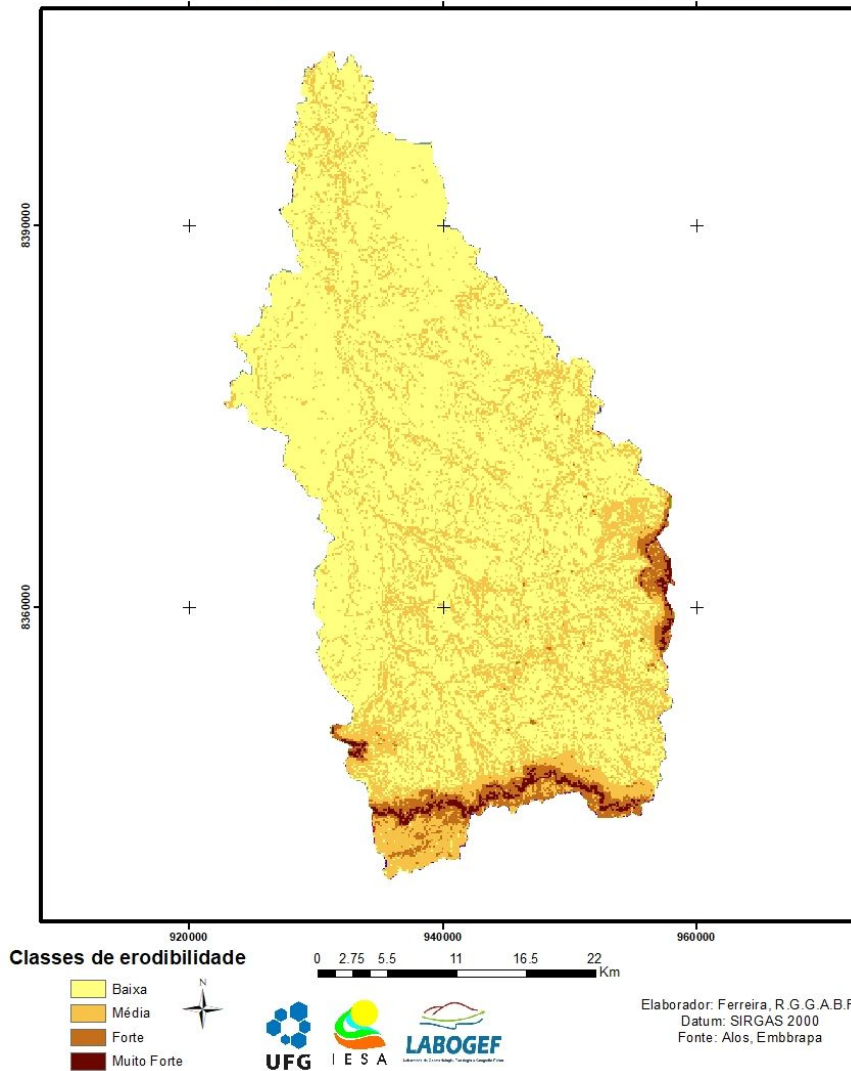 8390000
8360000
920000
940000
960000
Classes de erodibilidade
Baixa
Média
Forte
Muito Forte
N
0 2.75 5.5 11 16.5 22
Km
UFG
IESA
LABOGEF
Elaborador: Ferreira, R.G.G.A.B.F
Datum: SIRGAS 2000
Fonte: Alos, Embbrapa